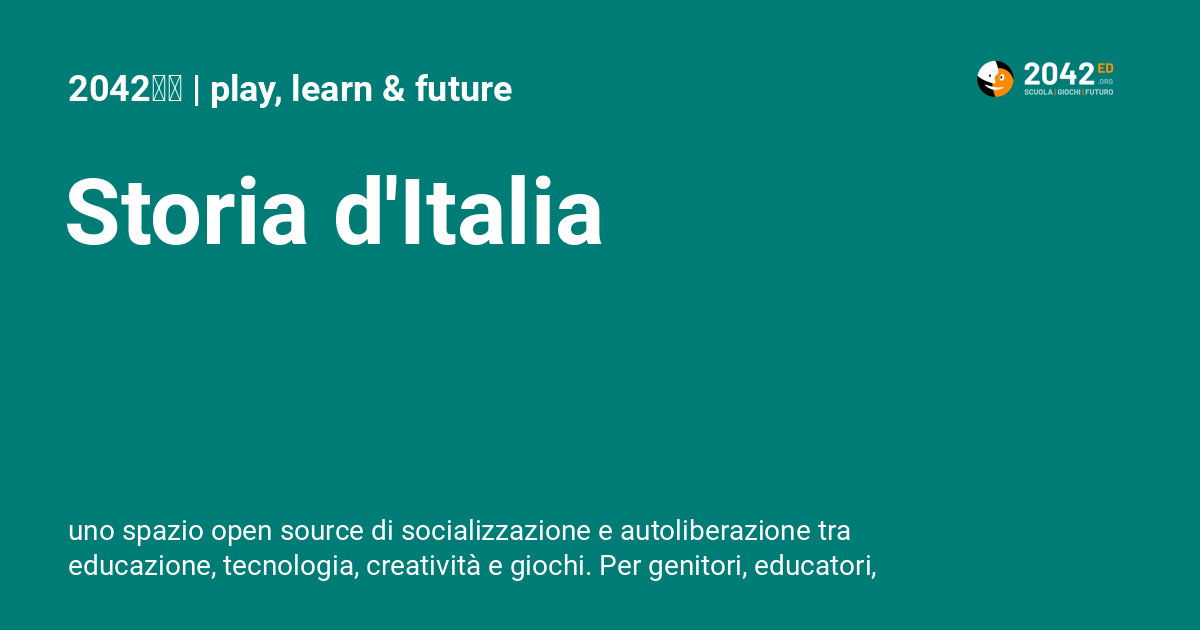 2042 | play, learn & future
2042 ED
.ORG
SCUOLA | GIOCHI | FUTURO
Storia d'Italia
uno spazio open source di socializzazione e autoliberazione tra
educazione, tecnologia, creatività e giochi. Per genitori, educatori,